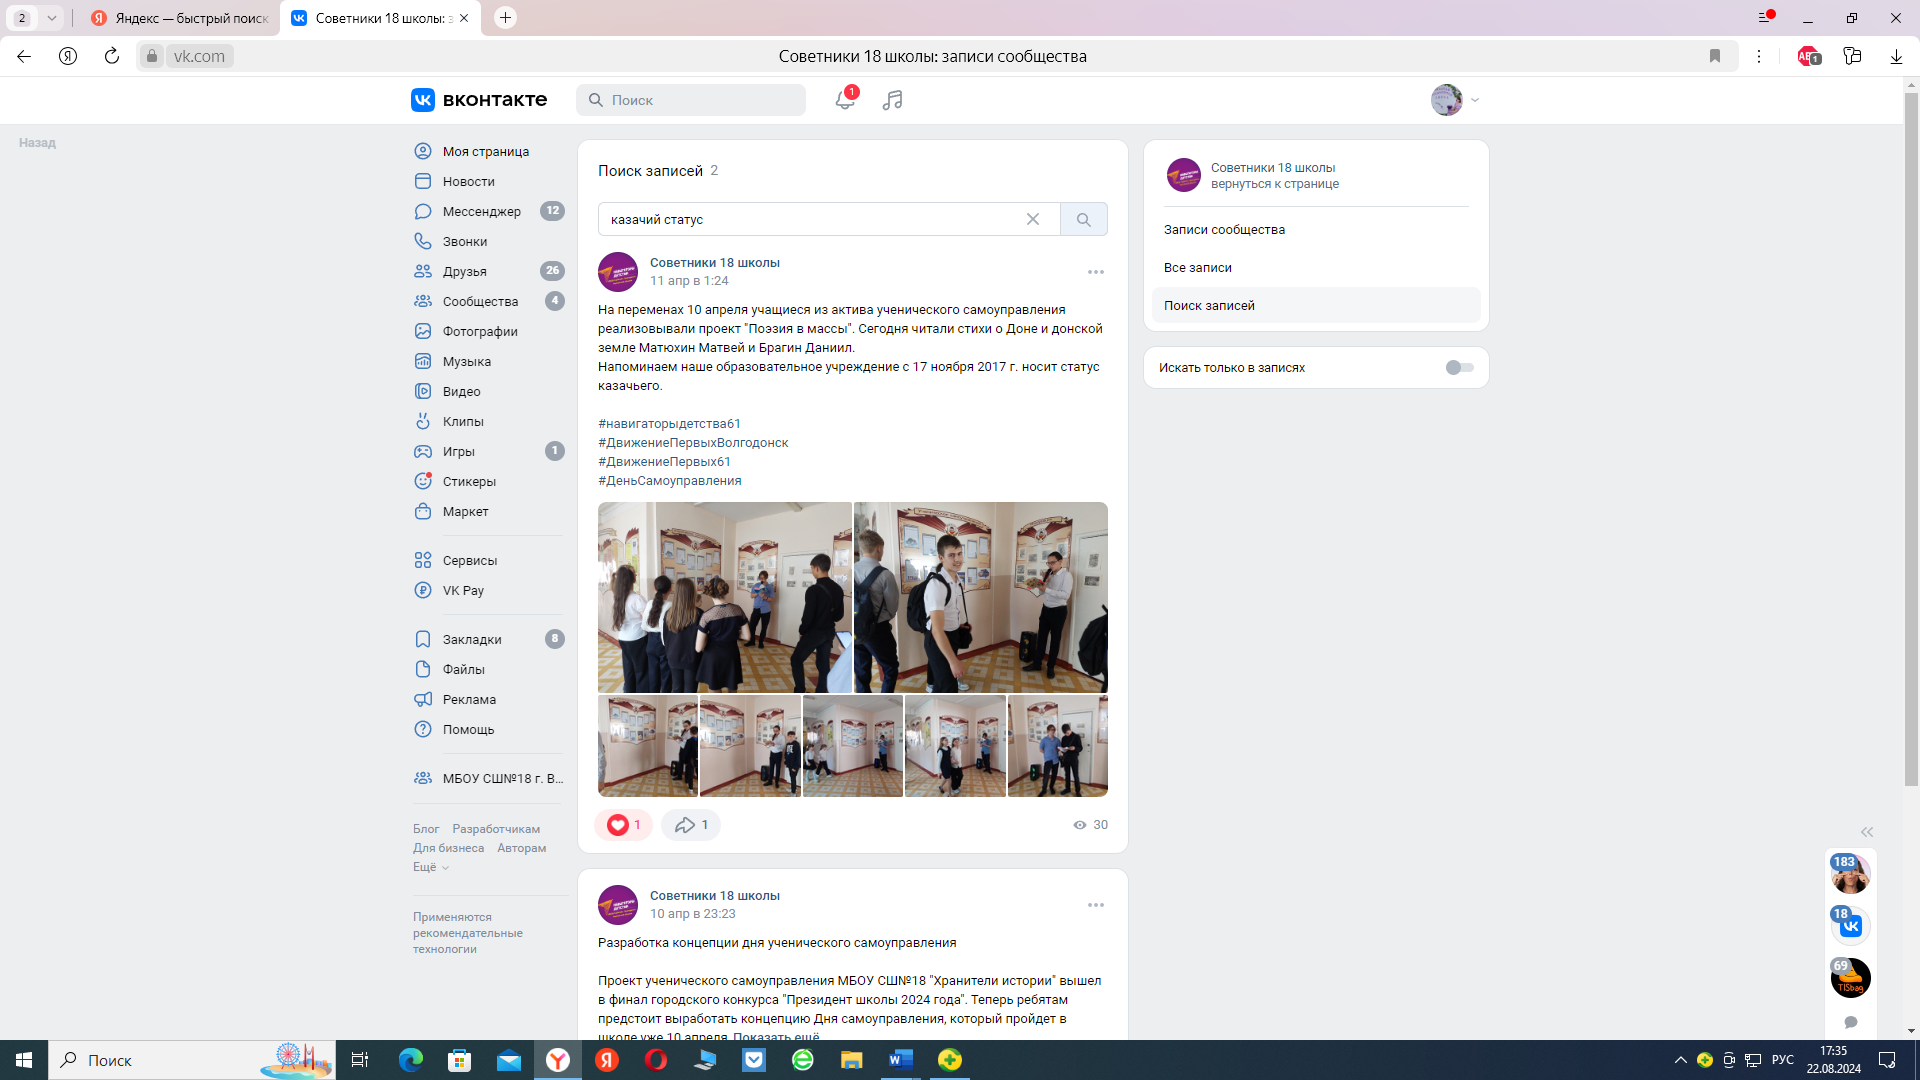 2
Яндекс — быстрый поиск
Советники 18 школы: з
vk.com
Советники 18 школы: записи сообщества
1
вконтакте
Поиск
1
Назад
Моя страница
Новости
Мессенджер 12
Звонки
Друзья 26
Сообщества 4
Фотографии
Музыка
Видео
Клипы
Игры 1
Стикеры
Маркет
Сервисы
VK Pay
Закладки 8
Файлы
Реклама
Помощь
МБОУ СШ№18 г. В...
Блог Разработчикам
Для бизнеса Авторам
Ещё
Применяются
рекомендательные
технологии
Поиск записей 2
казачий статус
Советники 18 школы
11 апр в 1:24
На переменах 10 апреля учащиеся из актива ученического самоуправления
реализовывали проект "Поэзия в массы". Сегодня читали стихи о Доне и донской
земле Матюхин Матвей и Брагин Даниил.
Напоминаем наше образовательное учреждение с 17 ноября 2017 г. носит статус
казачьего.
#навигаторыдетства61
#ДвижениеПервыхВолгодонск
#ДвижениеПервых61
#ДеньСамоуправления
1
1
30
Советники 18 школы
10 апр в 23:23
Разработка концепции дня ученического самоуправления
Проект ученического самоуправления МБОУ СШ№18 "Хранители истории" вышел
в финал городского конкурса "Президент школы 2024 года". Теперь ребятам
предстоит выработать концепцию Дня самоуправления, который пройдет в
школе уже 10 апреля. Показать ещё
Советники 18 школы
вернуться к странице
Записи сообщества
Все записи
Поиск записей
Искать только в записях
183
18
69
TISbag
Поиск
РУС
17:35
22.08.2024